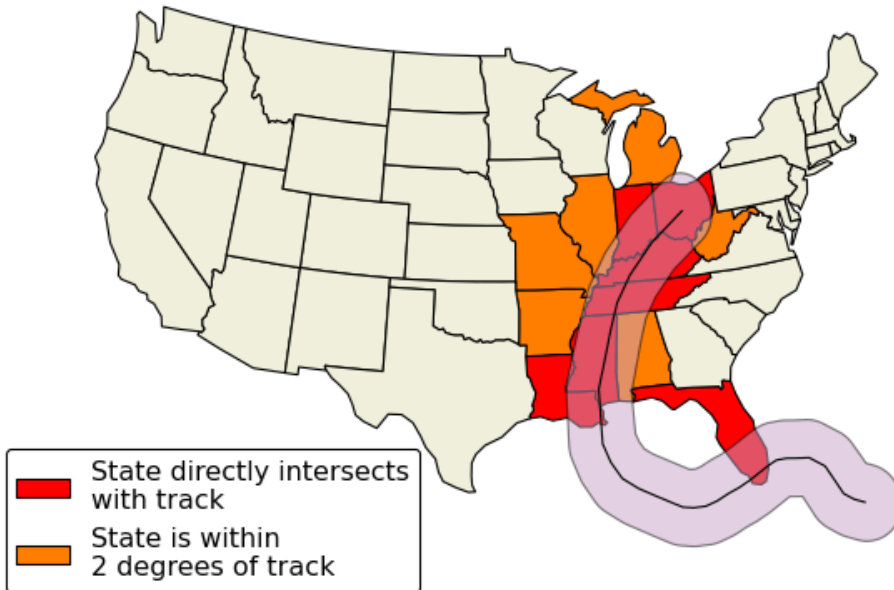 State directly intersects
with track
State is within
2 degrees of track